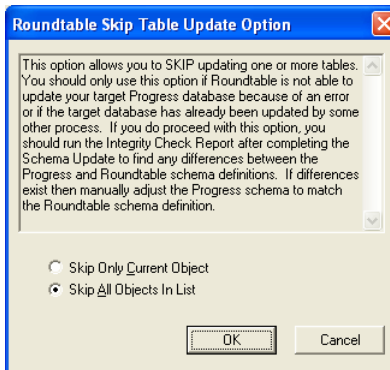 Roundtable Skip Table Update Option
This option allows you to SKIP updating one or more tables.
You should only use this option if Roundtable is not able to
update your target Progress database because of an error
or if the target database has already been updated by some
other process.  If you do proceed with this option, you
should run the Integrity Check Report after completing the
Schema Update to find any differences between the
Progress and Roundtable schema definitions.  If differences
exist then manually adjust the Progress schema to match
the Roundtable schema definition.
Skip Only Current Object
Skip All Objects In List
OK Cancel